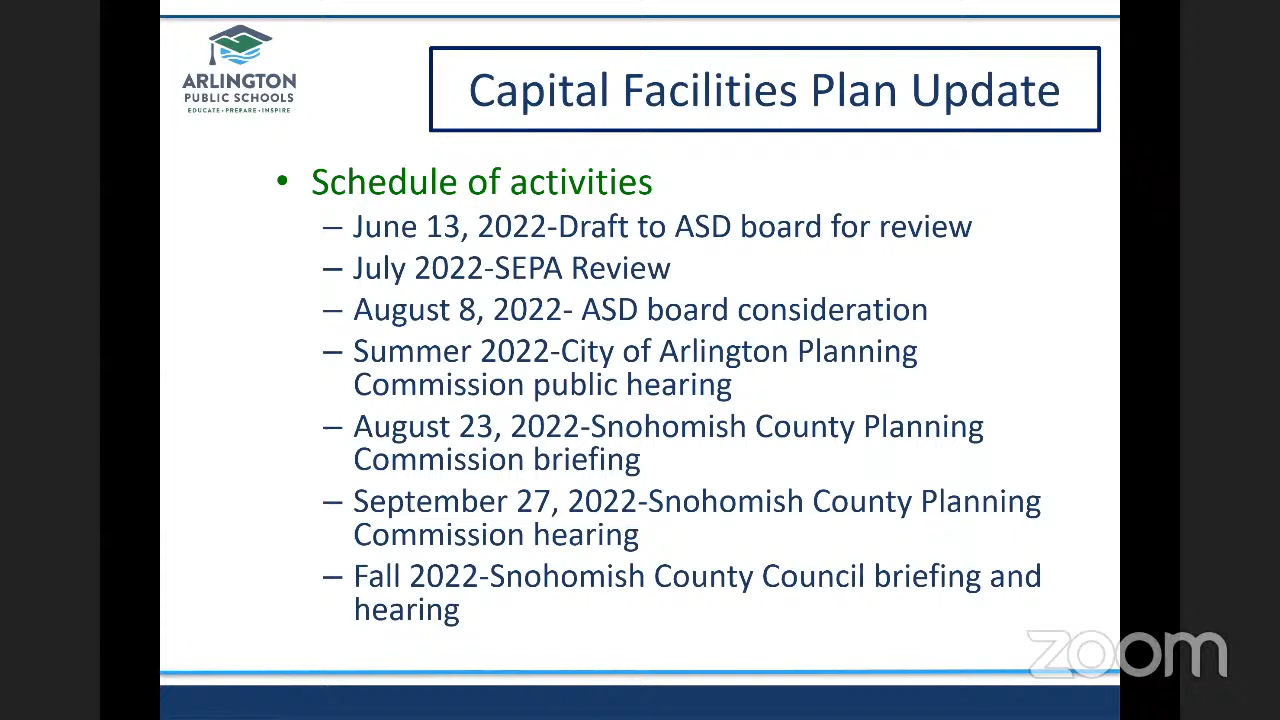 ARLINGTON
PUBLIC SCHOOLS
EDUCATE • PREPARE • INSPIRE
Capital Facilities Plan Update
• Schedule of activities
– June 13, 2022-Draft to ASD board for review
– July 2022-SEPA Review
– August 8, 2022- ASD board consideration
– Summer 2022-City of Arlington Planning
Commission public hearing
– August 23, 2022-Snohomish County Planning
Commission briefing
– September 27, 2022-Snohomish County Planning
Commission hearing
– Fall 2022-Snohomish County Council briefing and
hearing
zoom